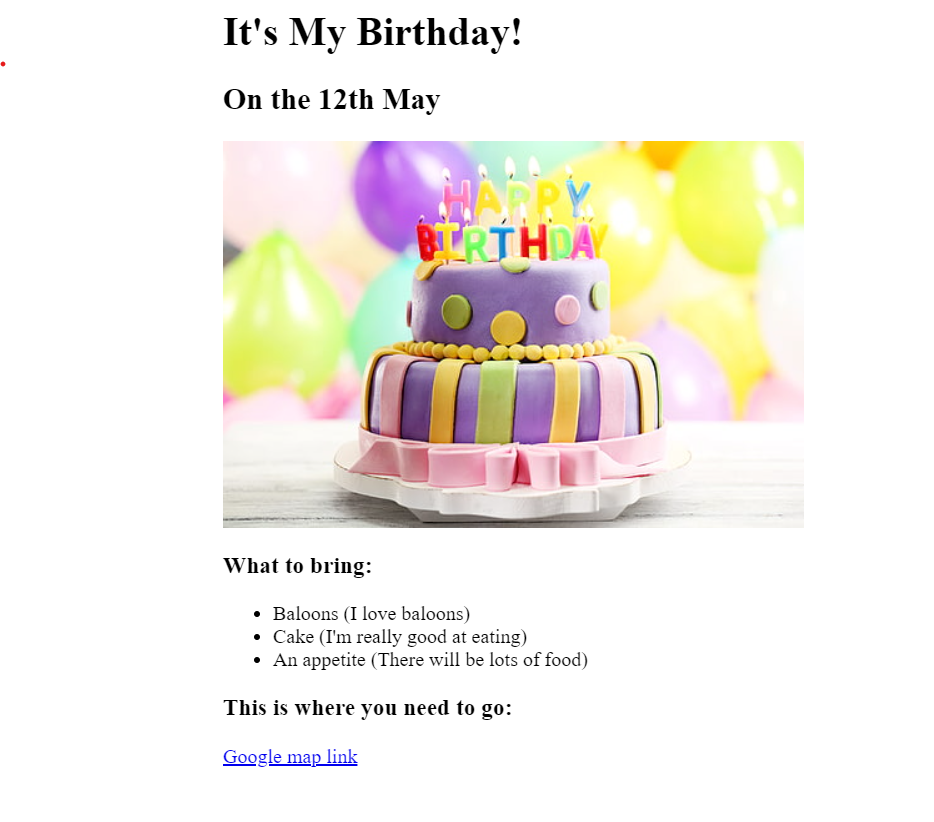 It's My Birthday!
On the 12th May
HAPPY
BIRTHDAY
What to bring:
Baloons (I love baloons)
Cake (I'm really good at eating)
An appetite (There will be lots of food)
This is where you need to go:
Google map link